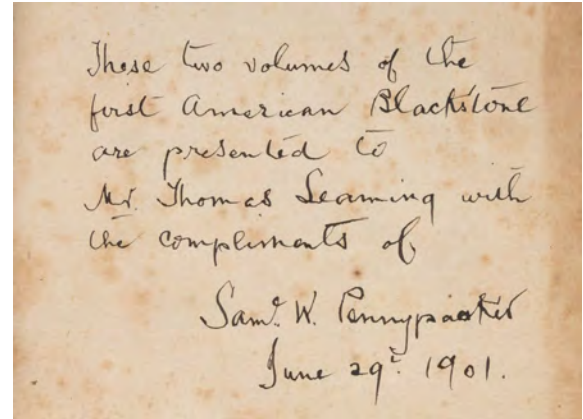 These two volumes of the
first American Blackstone
are presented to
Mr. Thomas Leaming with
the compliments of
Saml. W. Pennypacker
June 29th. 1901.